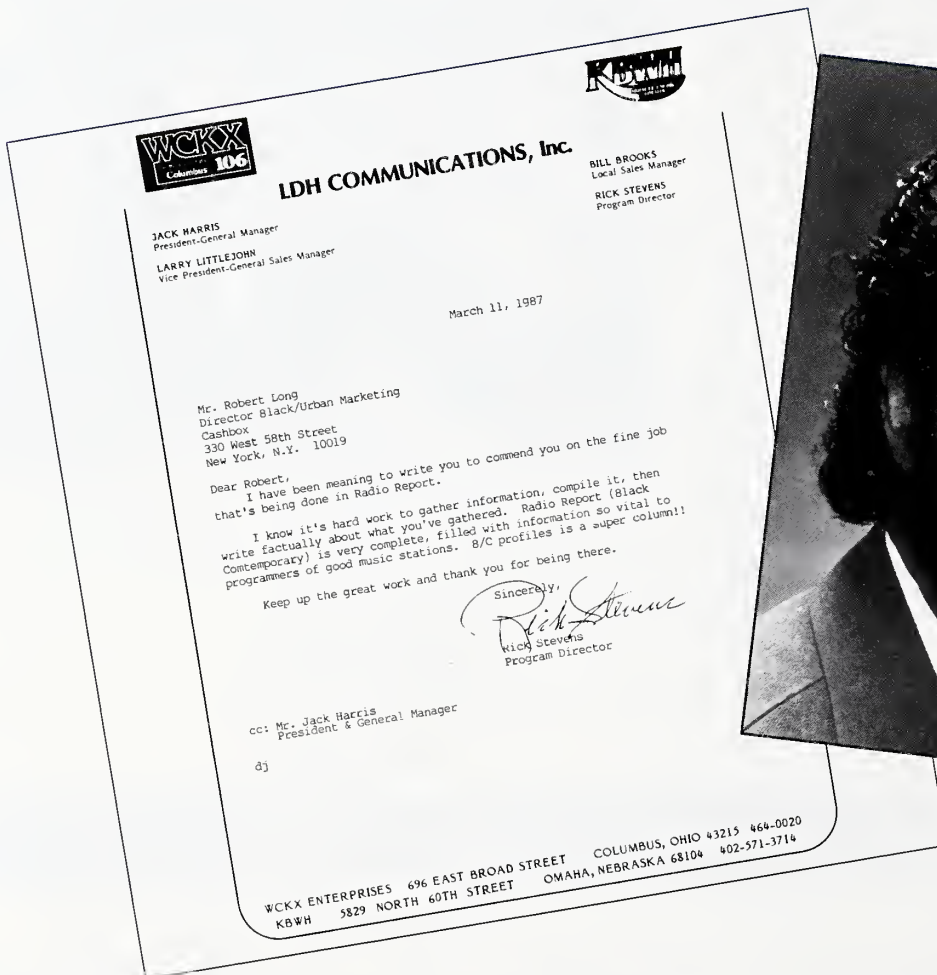 WCKX
Columbus 106
KBWH
LDH COMMUNICATIONS, Inc.
JACK HARRIS
President-General Manager
LARRY LITTLEJOHN
Vice President-General Sales Manager
BILL BROOKS
Local Sales Manager
RICK STEVENS
Program Director
March 11, 1987
Mr. Robert Long
Director Black/Urban Marketing
Cashbox
330 West 58th Street
New York, N.Y. 10019
Dear Robert,
I have been meaning to write you to commend you on the fine job
that's being done in Radio Report.
I know it's hard work to gather information, compile it, then
write factually about what you've gathered. Radio Report (Black
Comtemporary) is very complete, filled with information so vital to
programmers of good music stations. B/C profiles is a super column!!
Keep up the great work and thank you for being there.
Sincerely,
Rick Stevens
Rick Stevens
Program Director
cc: Mr. Jack Harris
President & General Manager
dj
WCKX ENTERPRISES 696 EAST BROAD STREET COLUMBUS, OHIO 43215 464-0020
KBWH 5829 NORTH 60TH STREET OMAHA, NEBRASKA 68104 402-571-3714